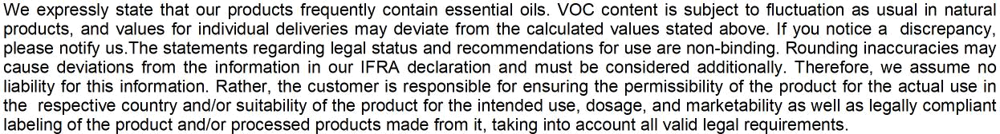 We expressly state that our products frequently contain essential oils. VOC content is subject to fluctuation as usual in natural
products, and values for individual deliveries may deviate from the calculated values stated above. If you notice a discrepancy,
please notify us.The statements regarding legal status and recommendations for use are non-binding. Rounding inaccuracies may
cause deviations from the information in our IFRA declaration and must be considered additionally. Therefore, we assume no
liability for this information. Rather, the customer is responsible for ensuring the permissibility of the product for the actual use in
the respective country and/or suitability of the product for the intended use, dosage, and marketability as well as legally compliant
labeling of the product and/or processed products made from it, taking into account all valid legal requirements.